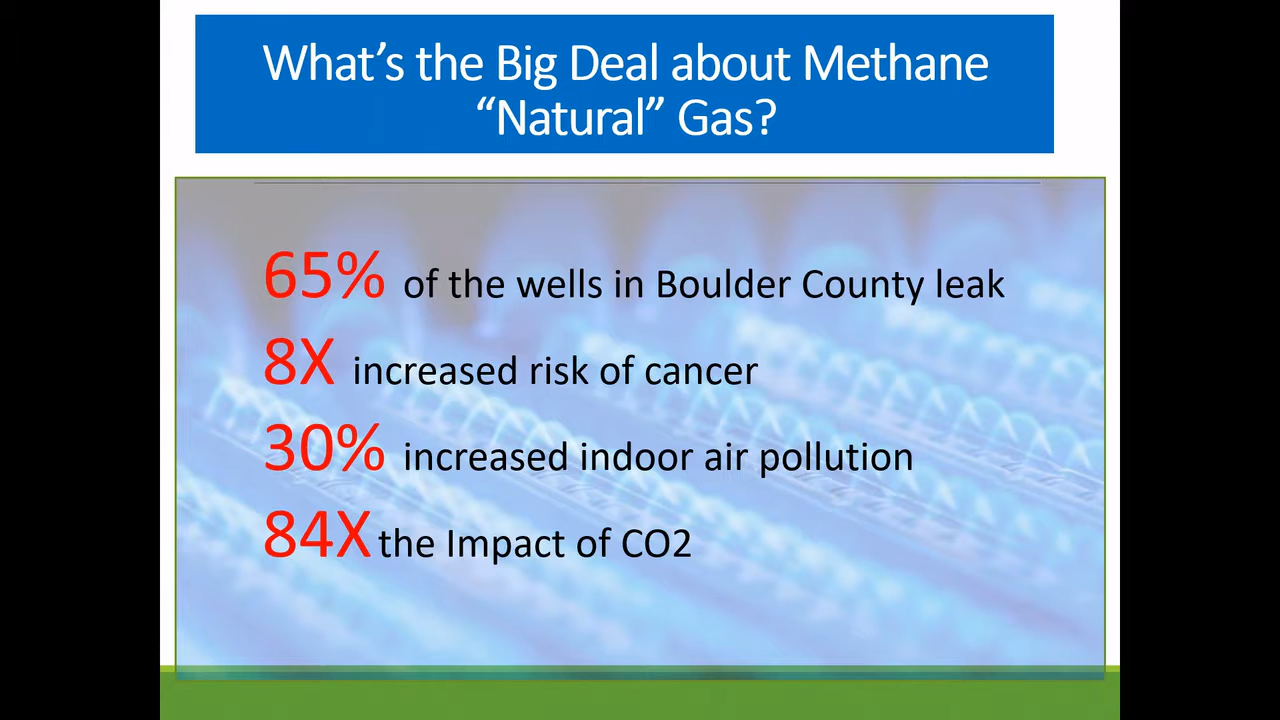 What’s the Big Deal about Methane
“Natural” Gas?
65% of the wells in Boulder County leak
8X increased risk of cancer
30% increased indoor air pollution
84X the Impact of CO2